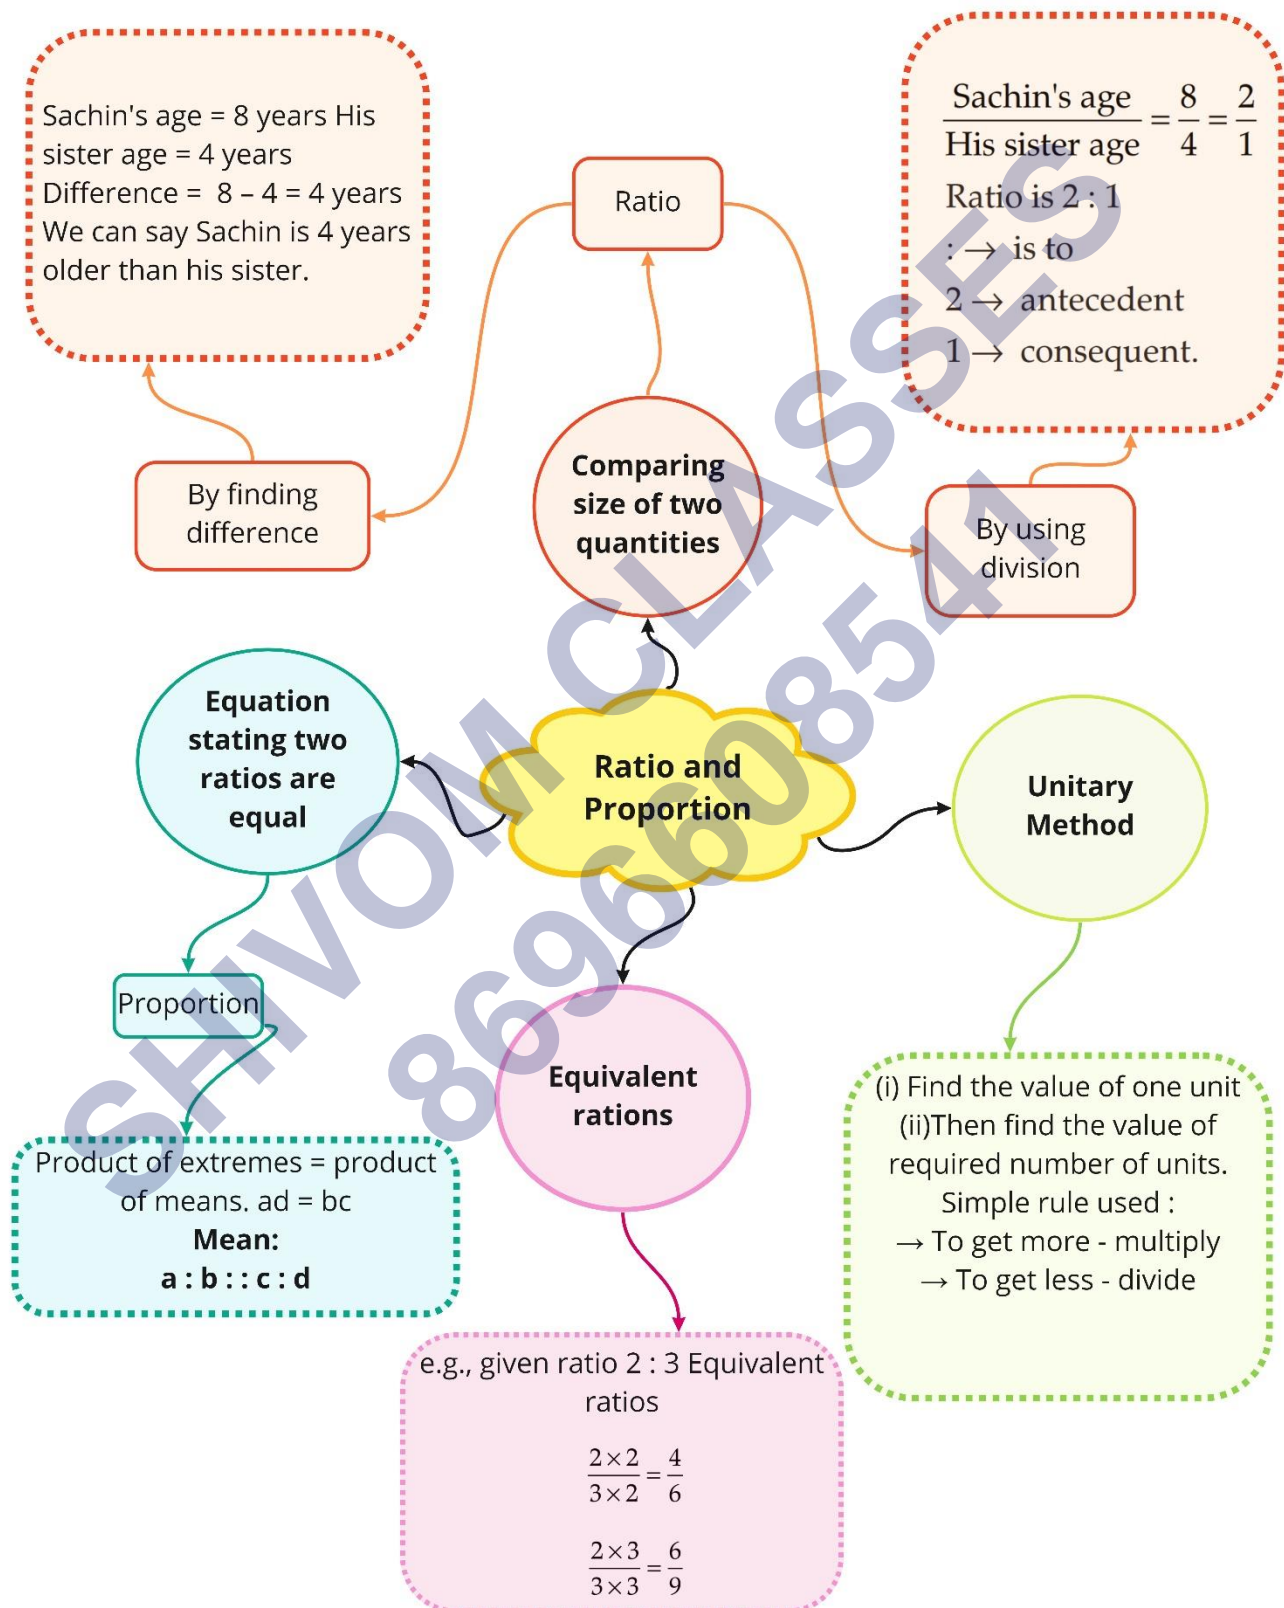 Sachin's age = 8 years His
sister age = 4 years
Difference =  8 – 4 = 4 years
We can say Sachin is 4 years
older than his sister.
Ratio
Sachin's age / His sister age = 8/4 = 2/1
Ratio is 2 : 1
: → is to
2 → antecedent
1 → consequent.
By finding
difference
Comparing
size of two
quantities
By using
division
Equation
stating two
ratios are
equal
Ratio and
Proportion
Unitary
Method
Proportion
Product of extremes = product
of means. ad = bc
Mean:
a : b : : c : d
Equivalent
rations
(i) Find the value of one unit
(ii)Then find the value of
required number of units.
Simple rule used :
→ To get more - multiply
→ To get less - divide
e.g., given ratio 2 : 3 Equivalent
ratios
2 × 2 / 3 × 2 = 4/6
2 × 3 / 3 × 3 = 6/9
SHIVOM CLASSES
8696608541